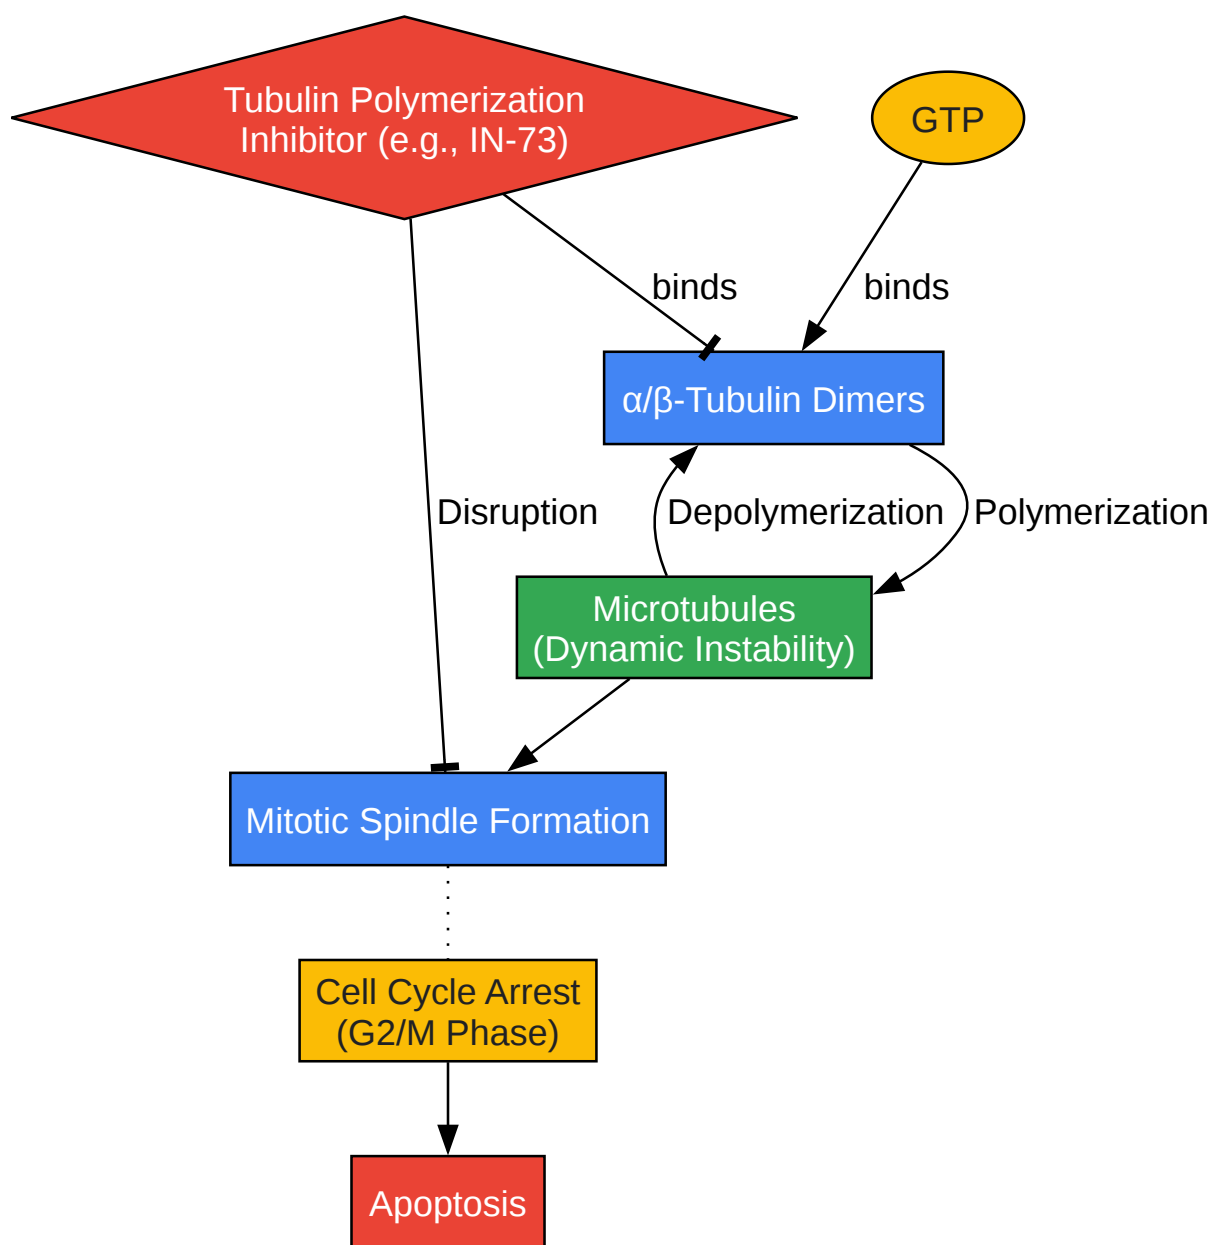 Tubulin Polymerization
Inhibitor (e.g., IN-73)
GTP
binds
binds
α/β-Tubulin Dimers
Disruption
Depolymerization
Polymerization
Microtubules
(Dynamic Instability)
Mitotic Spindle Formation
Cell Cycle Arrest
(G2/M Phase)
Apoptosis